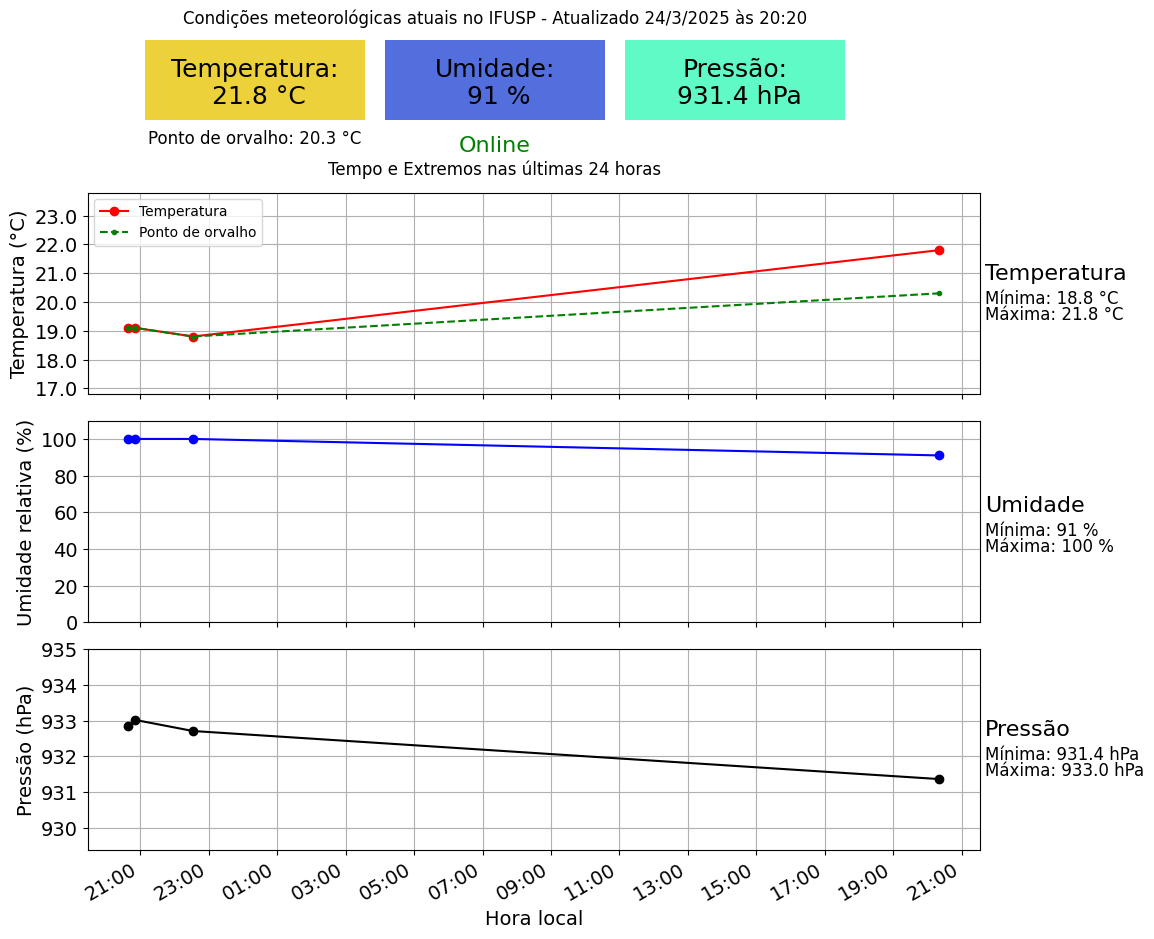 Condições meteorológicas atuais no IFUSP - Atualizado 24/3/2025 às 20:20
Temperatura:
21.8 °C
Umidade:
91 %
Pressão:
931.4 hPa
Ponto de orvalho: 20.3 °C
Online
Tempo e Extremos nas últimas 24 horas
Temperatura (°C)
23.0
22.0
21.0
20.0
19.0
18.0
17.0
Temperatura
Ponto de orvalho
Temperatura
Mínima: 18.8 °C
Máxima: 21.8 °C
Umidade relativa (%)
100
80
60
40
20
0
Umidade
Mínima: 91 %
Máxima: 100 %
Pressão (hPa)
935
934
933
932
931
930
Pressão
Mínima: 931.4 hPa
Máxima: 933.0 hPa
21:00 23:00 01:00 03:00 05:00 07:00 09:00 11:00 13:00 15:00 17:00 19:00 21:00
Hora local